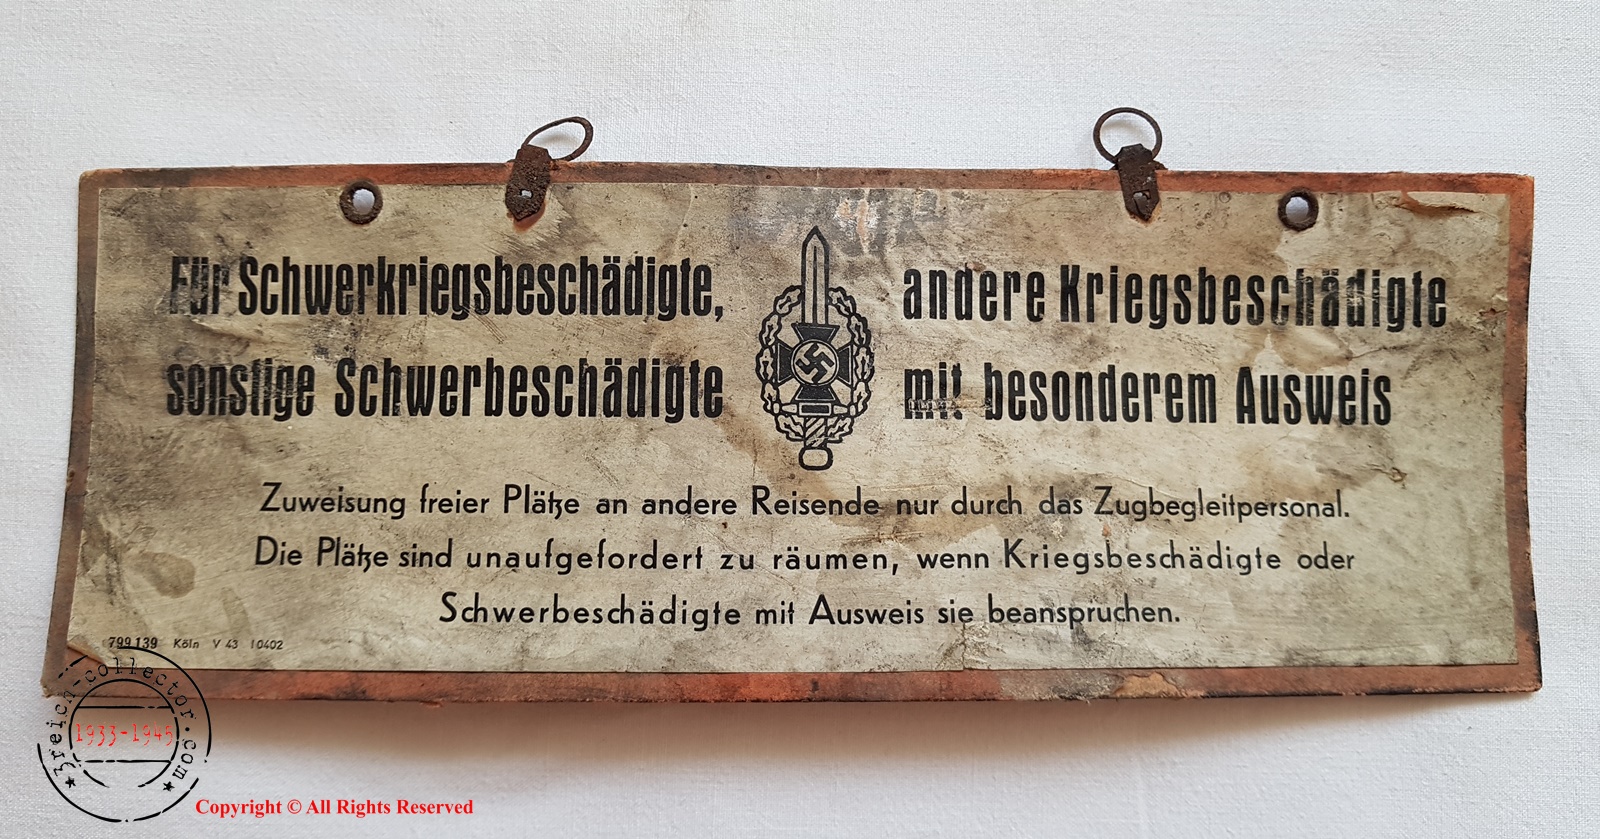 Für Schwerkriegsbeschädigte, andere Kriegsbeschädigte
sonstige Schwerbeschädigte mit besonderem Ausweis
Zuweisung freier Plätze an andere Reisende nur durch das Zugbegleitpersonal.
Die Plätze sind unaufgefordert zu räumen, wenn Kriegsbeschädigte oder
Schwerbeschädigte mit Ausweis sie beanspruchen.
799 139 Köln V 43 10402
3reich-collector.com
1933-1945
Copyright © All Rights Reserved